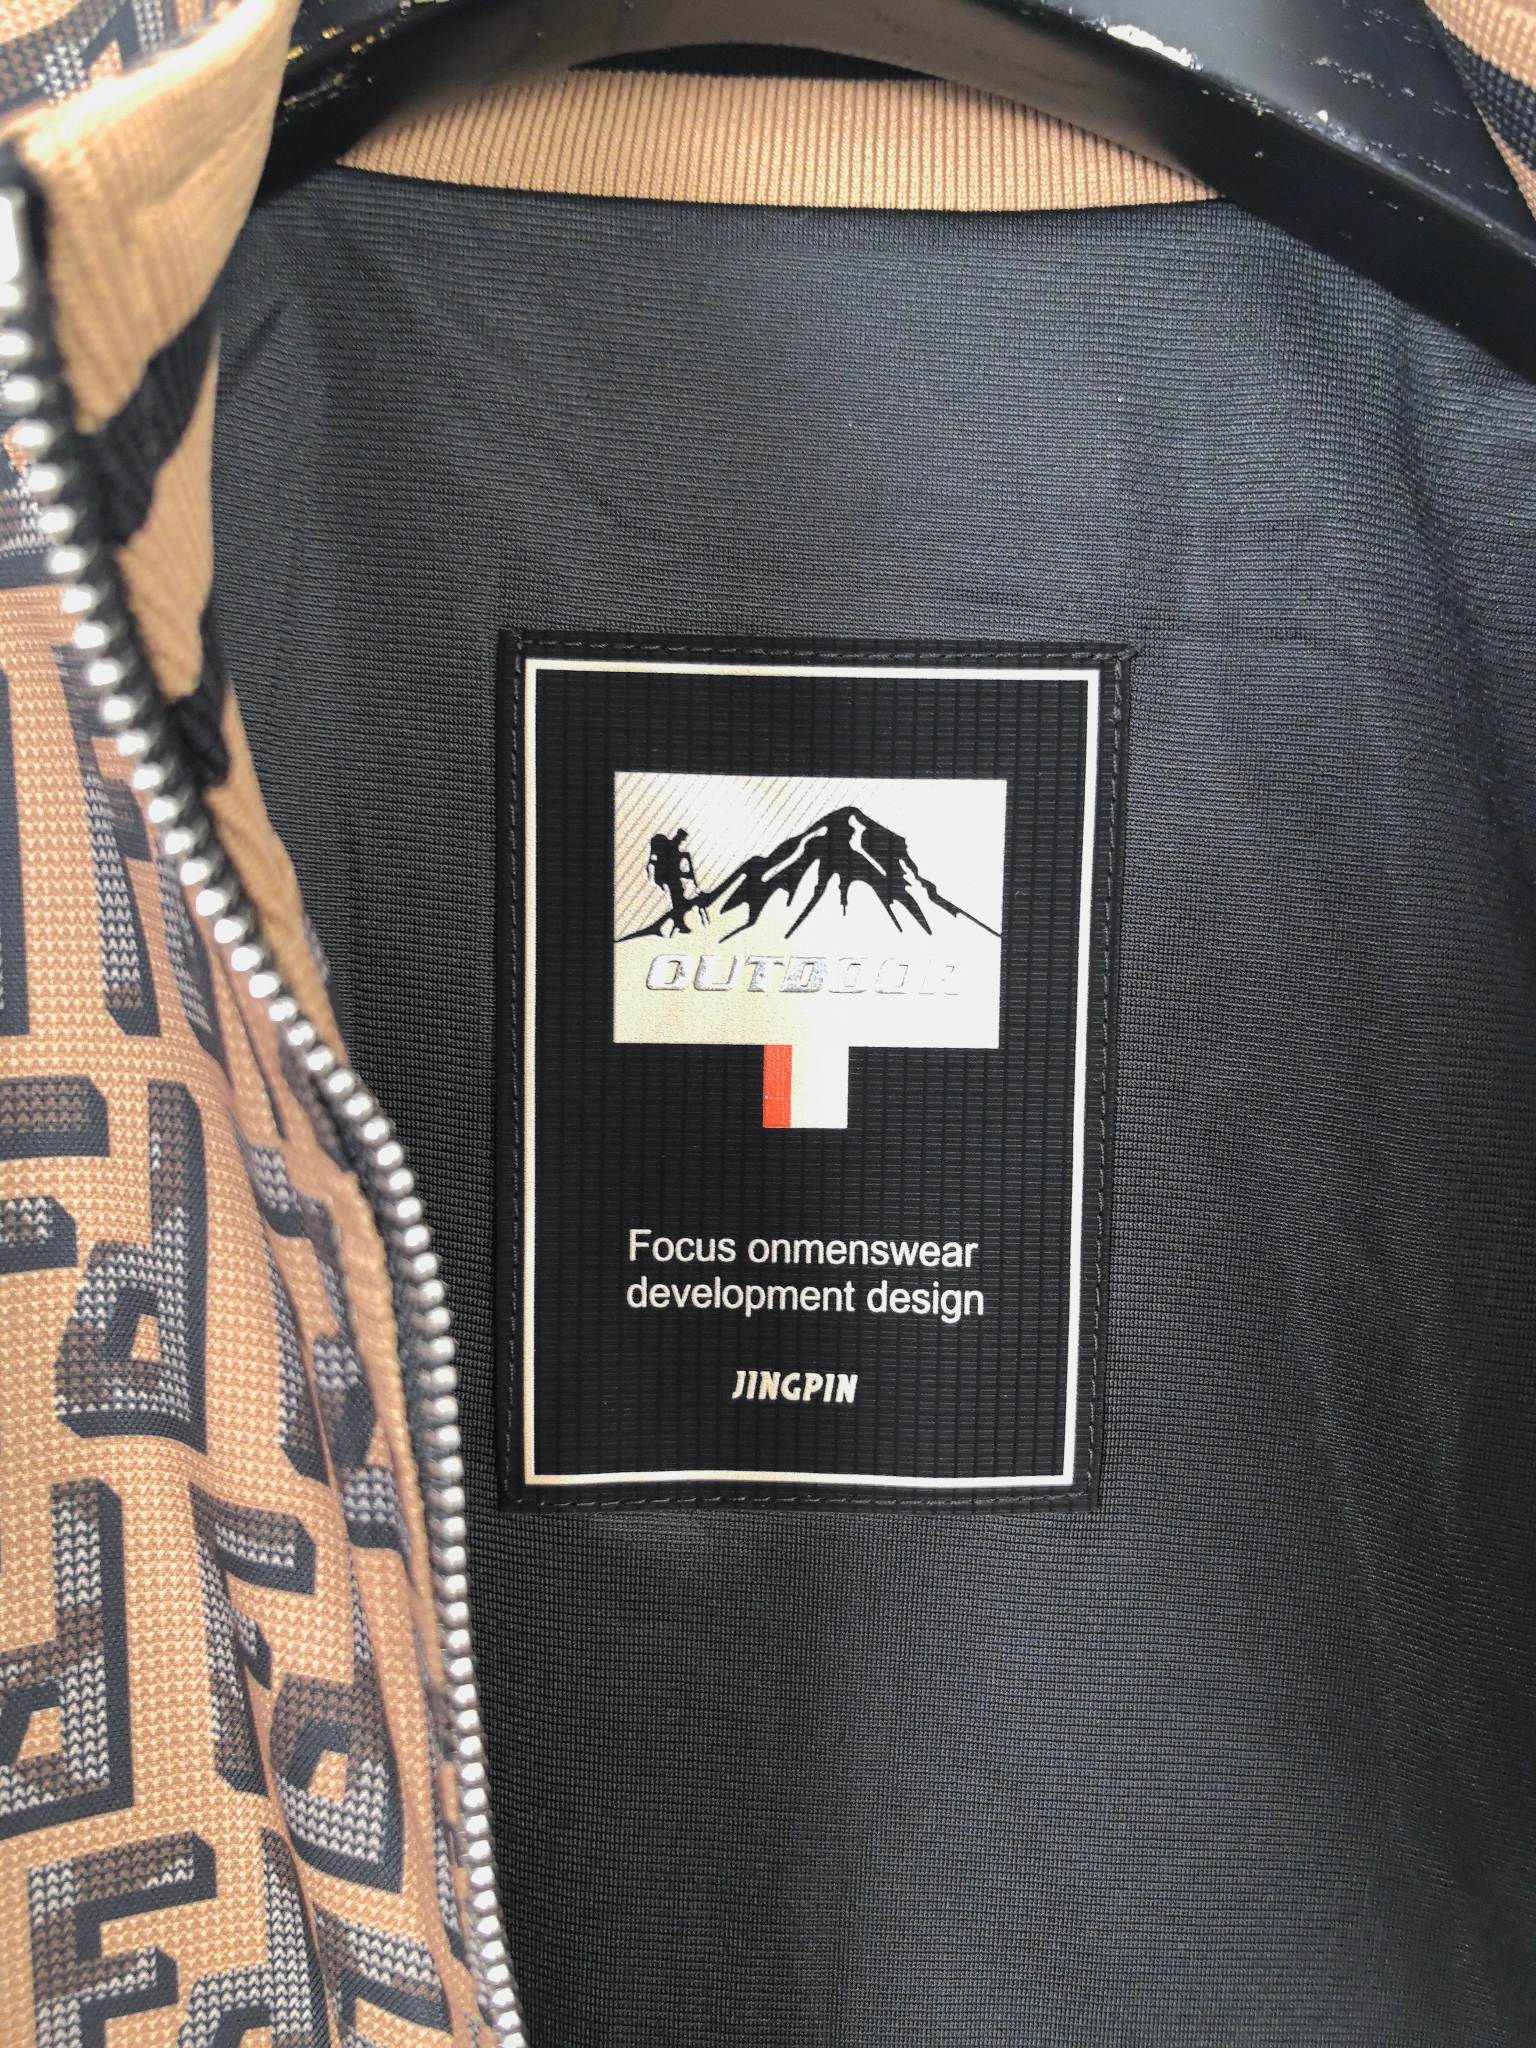 OUTDOOR
Focus onmenswear
development design
JINGPIN